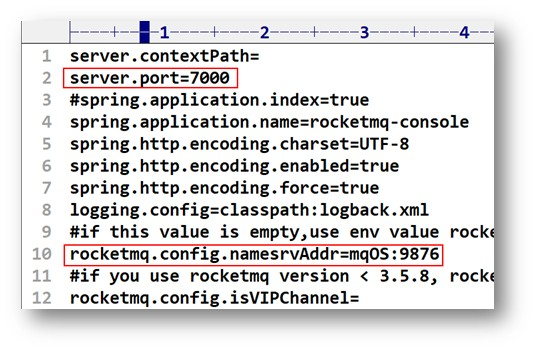 1 2 3 4
1 server.contextPath=
2 server.port=7000
3 #spring.application.index=true
4 spring.application.name=rocketmq-console
5 spring.http.encoding.charset=UTF-8
6 spring.http.encoding.enabled=true
7 spring.http.encoding.force=true
8 logging.config=classpath:logback.xml
9 #if this value is empty,use env value rocke
10 rocketmq.config.namesrvAddr=mqOS:9876
11 #if you use rocketmq version < 3.5.8, rocke
12 rocketmq.config.isVIPChannel=